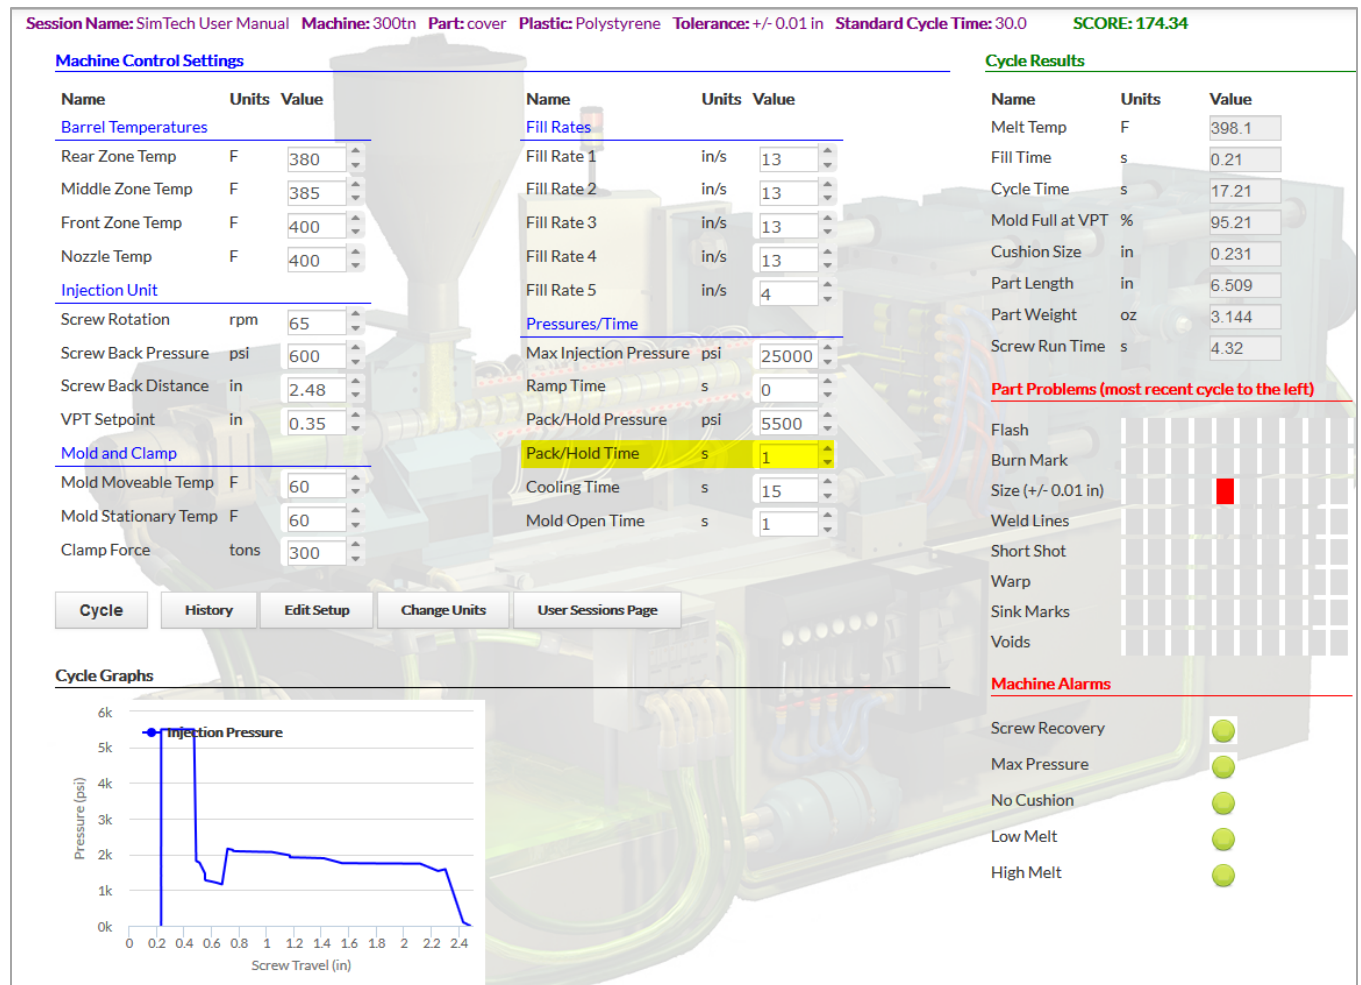 Session Name: SimTech User Manual Machine: 300tn Part: cover Plastic: Polystyrene Tolerance: +/- 0.01 in Standard Cycle Time: 30.0 SCORE: 174.34
Machine Control Settings
Name Units Value
Barrel Temperatures
Rear Zone Temp F 380
Middle Zone Temp F 385
Front Zone Temp F 400
Nozzle Temp F 400
Injection Unit
Screw Rotation rpm 65
Screw Back Pressure psi 600
Screw Back Distance in 2.48
VPT Setpoint in 0.35
Mold and Clamp
Mold Moveable Temp F 60
Mold Stationary Temp F 60
Clamp Force tons 300
Name Units Value
Fill Rates
Fill Rate 1 in/s 13
Fill Rate 2 in/s 13
Fill Rate 3 in/s 13
Fill Rate 4 in/s 13
Fill Rate 5 in/s 4
Pressures/Time
Max Injection Pressure psi 25000
Ramp Time s 0
Pack/Hold Pressure psi 5500
Pack/Hold Time s 1
Cooling Time s 15
Mold Open Time s 1
Cycle History Edit Setup Change Units User Sessions Page
Cycle Results
Name Units Value
Melt Temp F 398.1
Fill Time s 0.21
Cycle Time s 17.21
Mold Full at VPT % 95.21
Cushion Size in 0.231
Part Length in 6.509
Part Weight oz 3.144
Screw Run Time s 4.32
Part Problems (most recent cycle to the left)
Flash
Burn Mark
Size (+/- 0.01 in)
Weld Lines
Short Shot
Warp
Sink Marks
Voids
Machine Alarms
Screw Recovery
Max Pressure
No Cushion
Low Melt
High Melt
Cycle Graphs
Injection Pressure
Pressure (psi)
6k
5k
4k
3k
2k
1k
0k
0 0.2 0.4 0.6 0.8 1 1.2 1.4 1.6 1.8 2 2.2 2.4
Screw Travel (in)